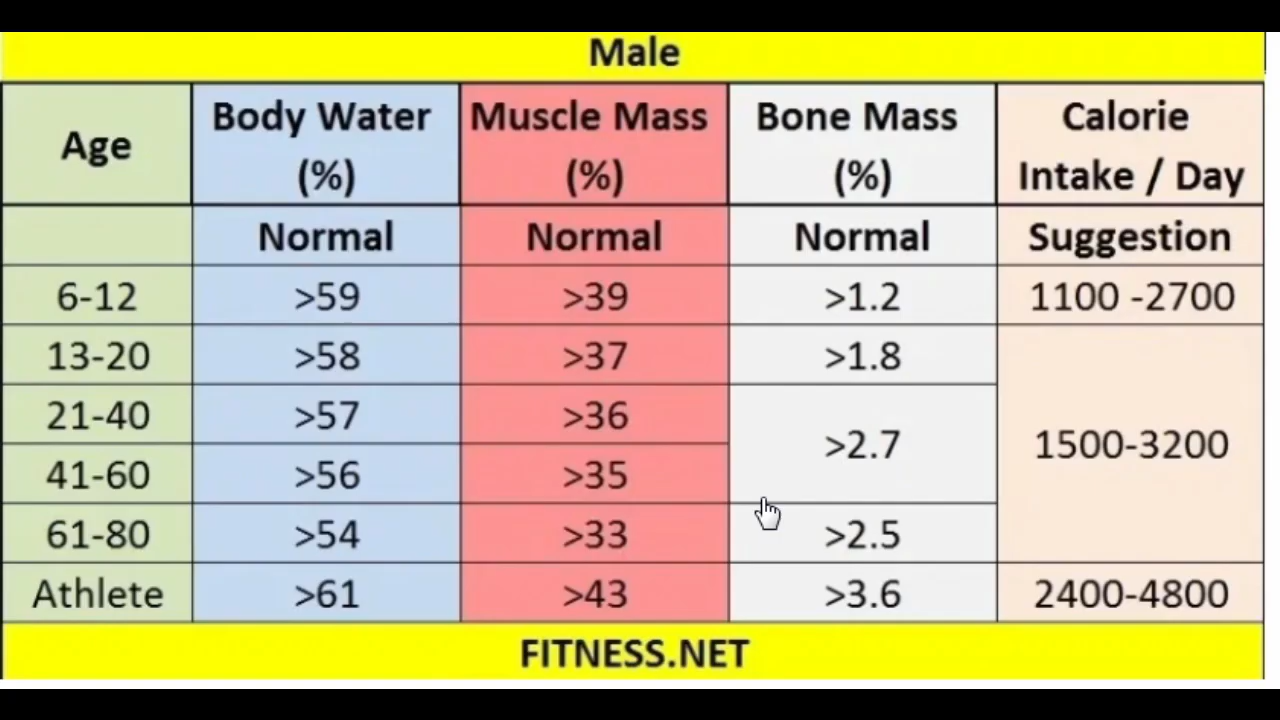 Male
Age
Body Water
(%)
Muscle Mass
(%)
Bone Mass
(%)
Calorie
Intake / Day
Normal Normal Normal Suggestion
6-12 >59 >39 >1.2 1100 -2700
13-20 >58 >37 >1.8
21-40 >57 >36
>2.7 1500-3200
41-60 >56 >35
61-80 >54 >33 >2.5
Athlete >61 >43 >3.6 2400-4800
FITNESS.NET